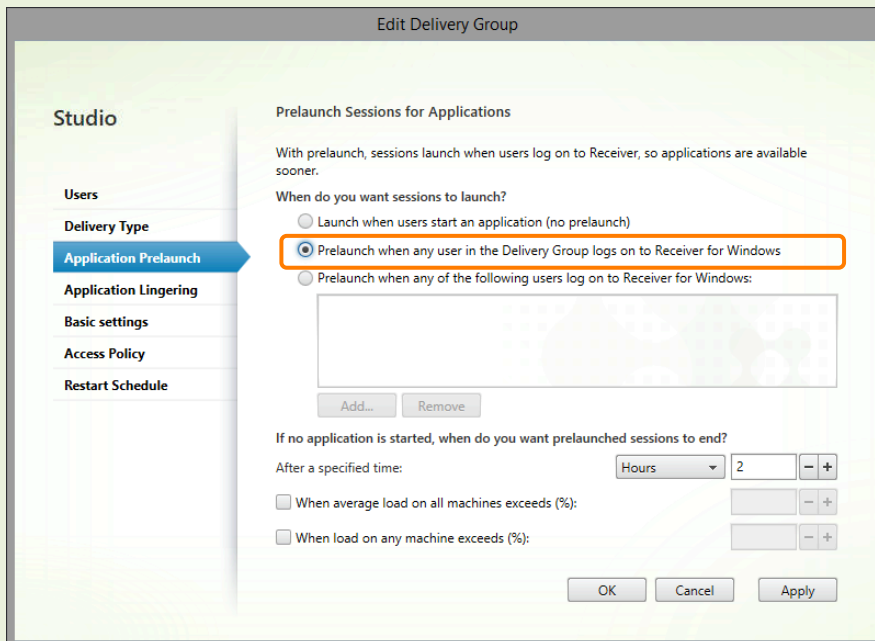 Edit Delivery Group
Studio
Users
Delivery Type
Application Prelaunch
Application Lingering
Basic settings
Access Policy
Restart Schedule
Prelaunch Sessions for Applications
With prelaunch, sessions launch when users log on to Receiver, so applications are available
sooner.
When do you want sessions to launch?
Launch when users start an application (no prelaunch)
Prelaunch when any user in the Delivery Group logs on to Receiver for Windows
Prelaunch when any of the following users log on to Receiver for Windows:
Add... Remove
If no application is started, when do you want prelaunched sessions to end?
After a specified time: Hours 2 − +
When average load on all machines exceeds (%): − +
When load on any machine exceeds (%): − +
OK Cancel Apply